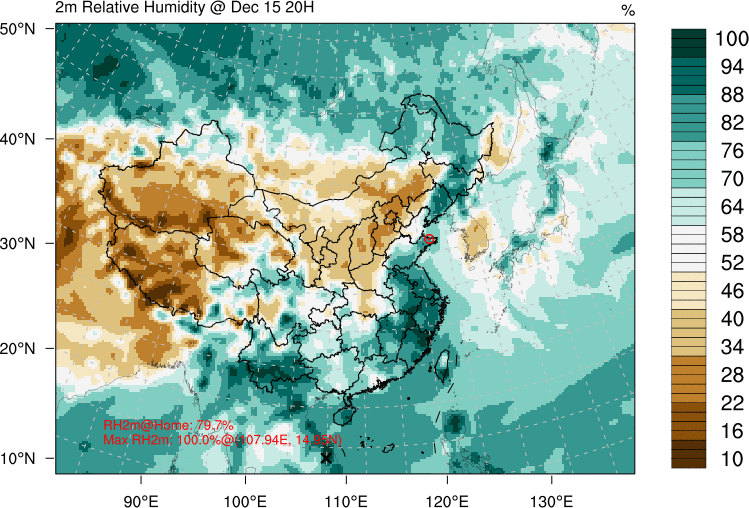 2m Relative Humidity @ Dec 15 20H
%
50°N
40°N
30°N
20°N
10°N
90°E
100°E
110°E
120°E
130°E
100
94
88
82
76
70
64
58
52
46
40
34
28
22
16
10
RH2m@Home: 79.7%
Max RH2m: 100.0%@(107.94E, 14. N)